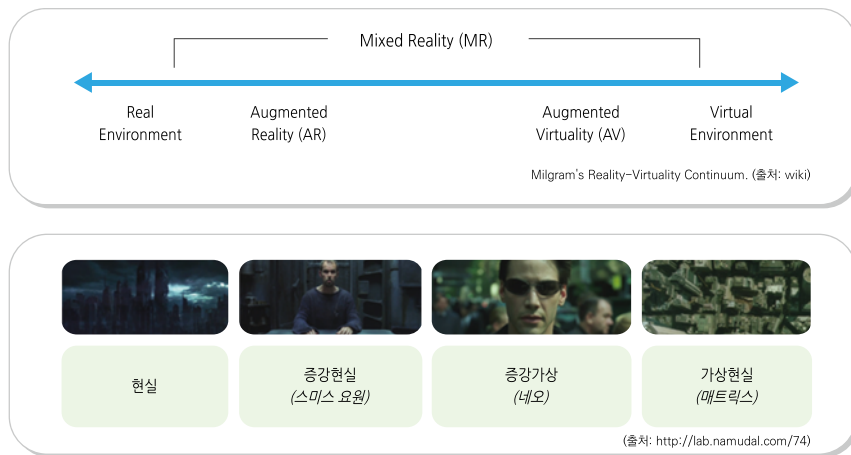 Mixed Reality (MR)
Real
Environment
Augmented
Reality (AR)
Augmented
Virtuality (AV)
Virtual
Environment
Milgram's Reality-Virtuality Continuum. (출처: wiki)
현실
증강현실
(스미스 요원)
증강가상
(네오)
가상현실
(매트릭스)
(출처: http://lab.namudal.com/74)